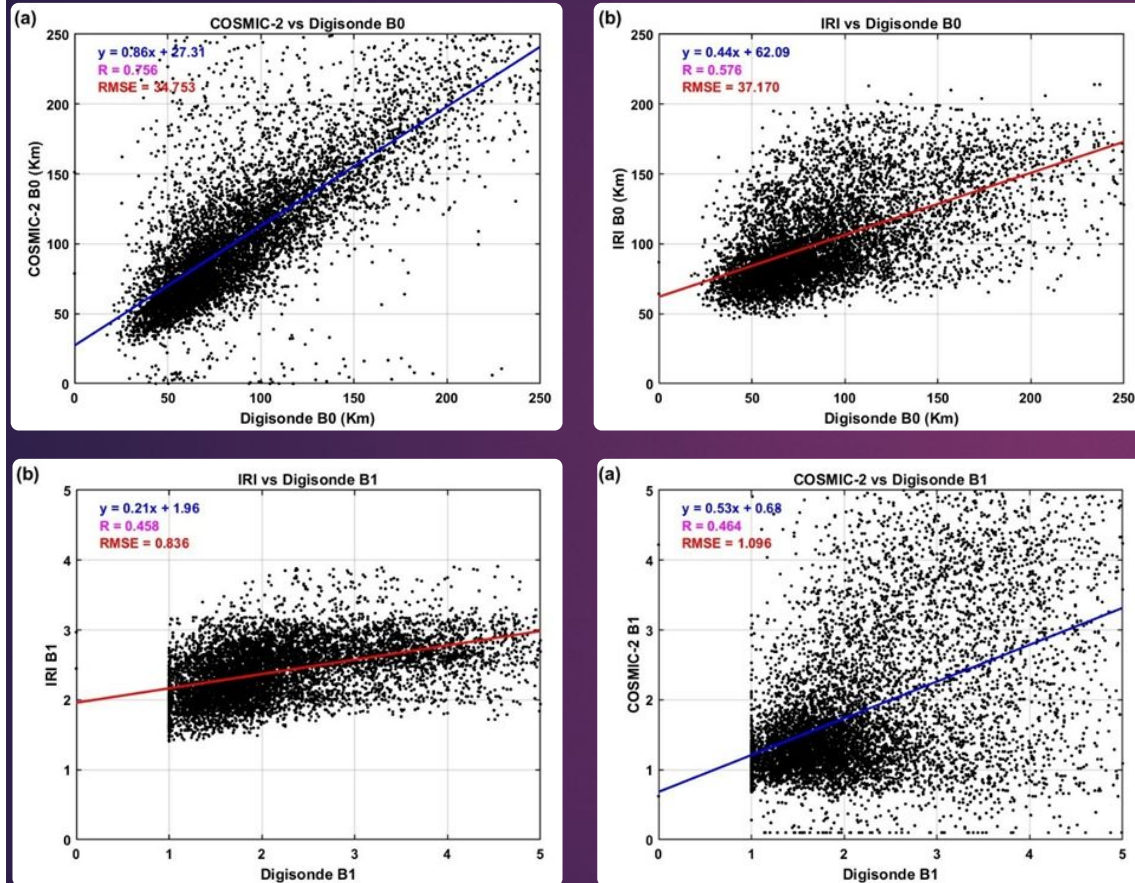 (a)
COSMIC-2 vs Digisonde B0
y = 0.86x + 27.31
R = 0.756
RMSE = 34.753
COSMIC-2 B0 (Km)
250
200
150
100
50
0
0 50 100 150 200 250
Digisonde B0 (Km)
(b)
IRI vs Digisonde B0
y = 0.44x + 62.09
R = 0.576
RMSE = 37.170
IRI B0 (Km)
250
200
150
100
50
0
0 50 100 150 200 250
Digisonde B0 (Km)
(b)
IRI vs Digisonde B1
y = 0.21x + 1.96
R = 0.458
RMSE = 0.836
IRI B1
5
4
3
2
1
0
0 1 2 3 4 5
Digisonde B1
(a)
COSMIC-2 vs Digisonde B1
y = 0.53x + 0.68
R = 0.464
RMSE = 1.096
COSMIC-2 B1
5
4
3
2
1
0
0 1 2 3 4 5
Digisonde B1